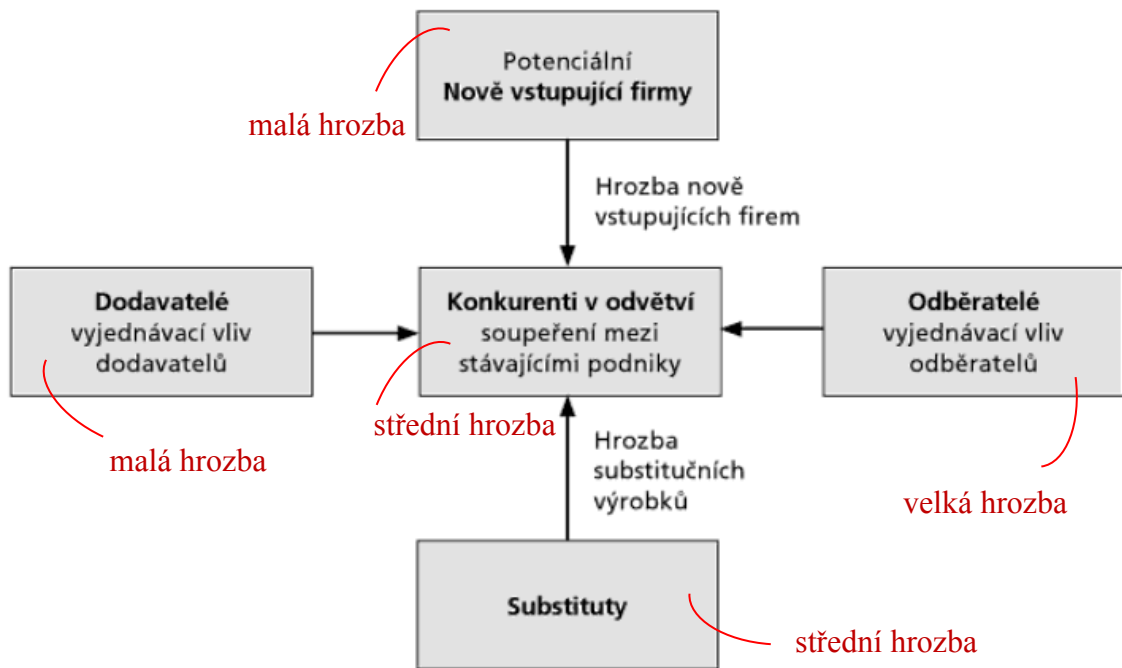 Potenciální
Nově vstupující firmy
malá hrozba
Hrozba nově
vstupujících firem
Dodavatelé
vyjednávací vliv
dodavatelů
malá hrozba
Konkurenti v odvětví
soupeření mezi
stávajícími podniky
střední hrozba
Odběratelé
vyjednávací vliv
odběratelů
velká hrozba
Hrozba
substitučních
výrobků
Substituty
střední hrozba